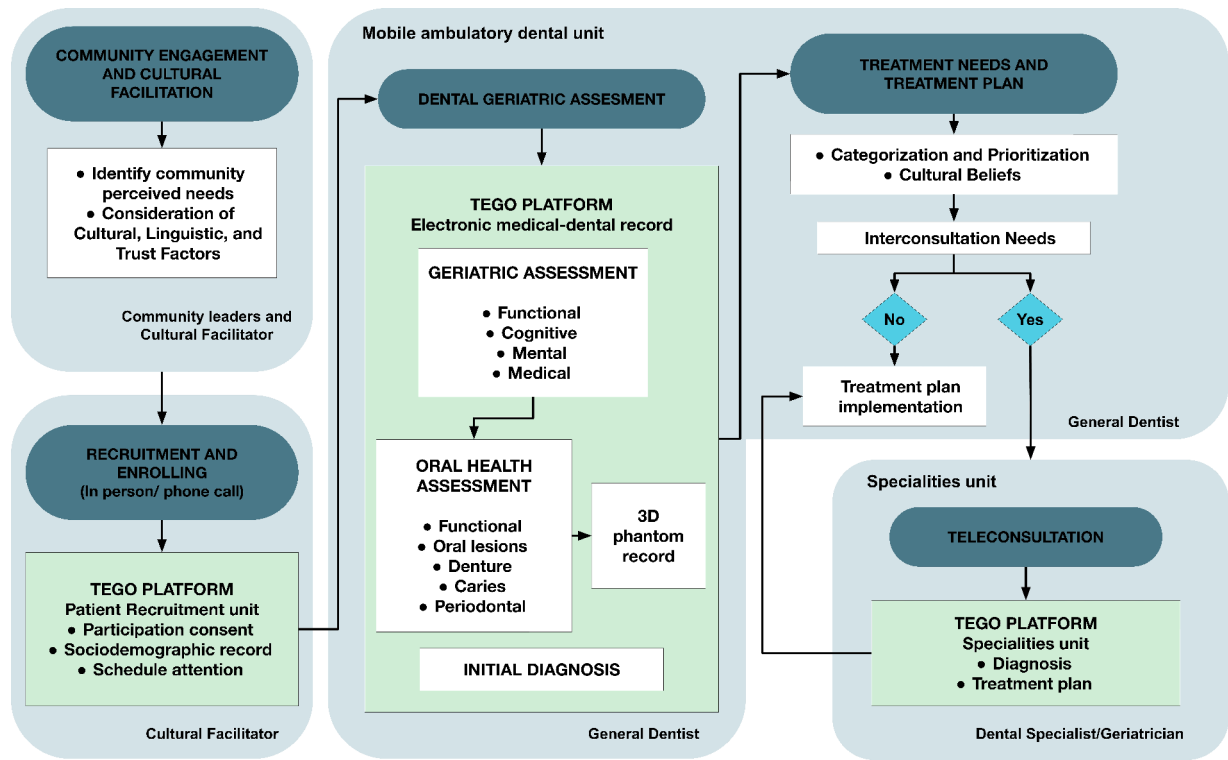 COMMUNITY ENGAGEMENT
AND CULTURAL
FACILITATION
● Identify community
perceived needs
● Consideration of
Cultural, Linguistic, and
Trust Factors
Community leaders and
Cultural Facilitator
RECRUITMENT AND
ENROLLING
(In person/ phone call)
TEGO PLATFORM
Patient Recruitment unit
● Participation consent
● Sociodemographic record
● Schedule attention
Cultural Facilitator
Mobile ambulatory dental unit
DENTAL GERIATRIC ASSESMENT
TEGO PLATFORM
Electronic medical-dental record
GERIATRIC ASSESSMENT
● Functional
● Cognitive
● Mental
● Medical
ORAL HEALTH
ASSESSMENT
● Functional
● Oral lesions
● Denture
● Caries
● Periodontal
3D
phantom
record
INITIAL DIAGNOSIS
General Dentist
TREATMENT NEEDS AND
TREATMENT PLAN
● Categorization and Prioritization
● Cultural Beliefs
Interconsultation Needs
No
Yes
Treatment plan
implementation
General Dentist
Specialities unit
TELECONSULTATION
TEGO PLATFORM
Specialities unit
● Diagnosis
● Treatment plan
Dental Specialist/Geriatrician